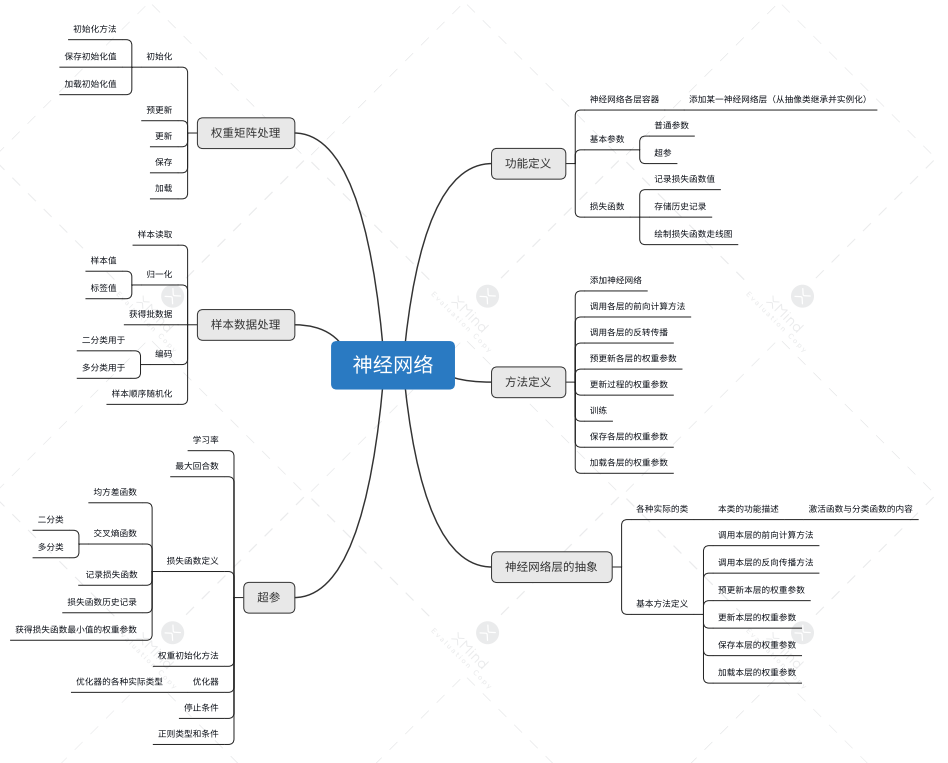 神经网络
功能定义
神经网络各层容器
添加某一神经网络层（从抽像类继承并实例化）
基本参数
普通参数
超参
损失函数
记录损失函数值
存储历史记录
绘制损失函数走线图
方法定义
添加神经网络
调用各层的前向计算方法
调用各层的反转传播
预更新各层的权重参数
更新过程的权重参数
训练
保存各层的权重参数
加载各层的权重参数
神经网络层的抽象
各种实际的类
本类的功能描述
激活函数与分类函数的内容
基本方法定义
调用本层的前向计算方法
调用本层的反向传播方法
预更新本层的权重参数
更新本层的权重参数
保存本层的权重参数
加载本层的权重参数
权重矩阵处理
初始化
初始化方法
保存初始化值
加载初始化值
预更新
更新
保存
加载
样本数据处理
样本读取
归一化
样本值
标签值
获得批数据
编码
二分类用于
多分类用于
样本顺序随机化
超参
学习率
最大回合数
损失函数定义
均方差函数
交叉熵函数
二分类
多分类
记录损失函数
损失函数历史记录
获得损失函数最小值的权重参数
权重初始化方法
优化器
优化器的各种实际类型
停止条件
正则类型和条件
XMind
Evaluation Copy
XMind
Evaluation Copy
XMind
Evaluation Copy
XMind
Evaluation Copy
XMind
Evaluation Copy
XMind
Evaluation Copy